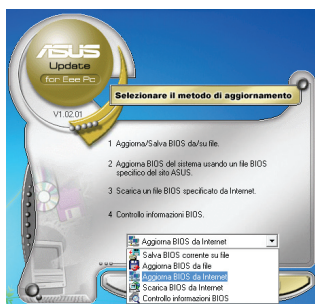 ASUS
Update
for Eee Pc
V1.02.01
Selezionare il metodo di aggiornamento
1 Aggiorna/Salva BIOS da/su file.
2 Aggiorna BIOS del sistema usando un file BIOS
specifico del sito ASUS.
3 Scarica un file BIOS specificato da Internet.
4 Controllo informazioni BIOS.
Aggiorna BIOS da Internet
Salva BIOS corrente su file
Aggiorna BIOS da file
Aggiorna BIOS da Internet
Scarica BIOS da Internet
Controllo informazioni BIOS